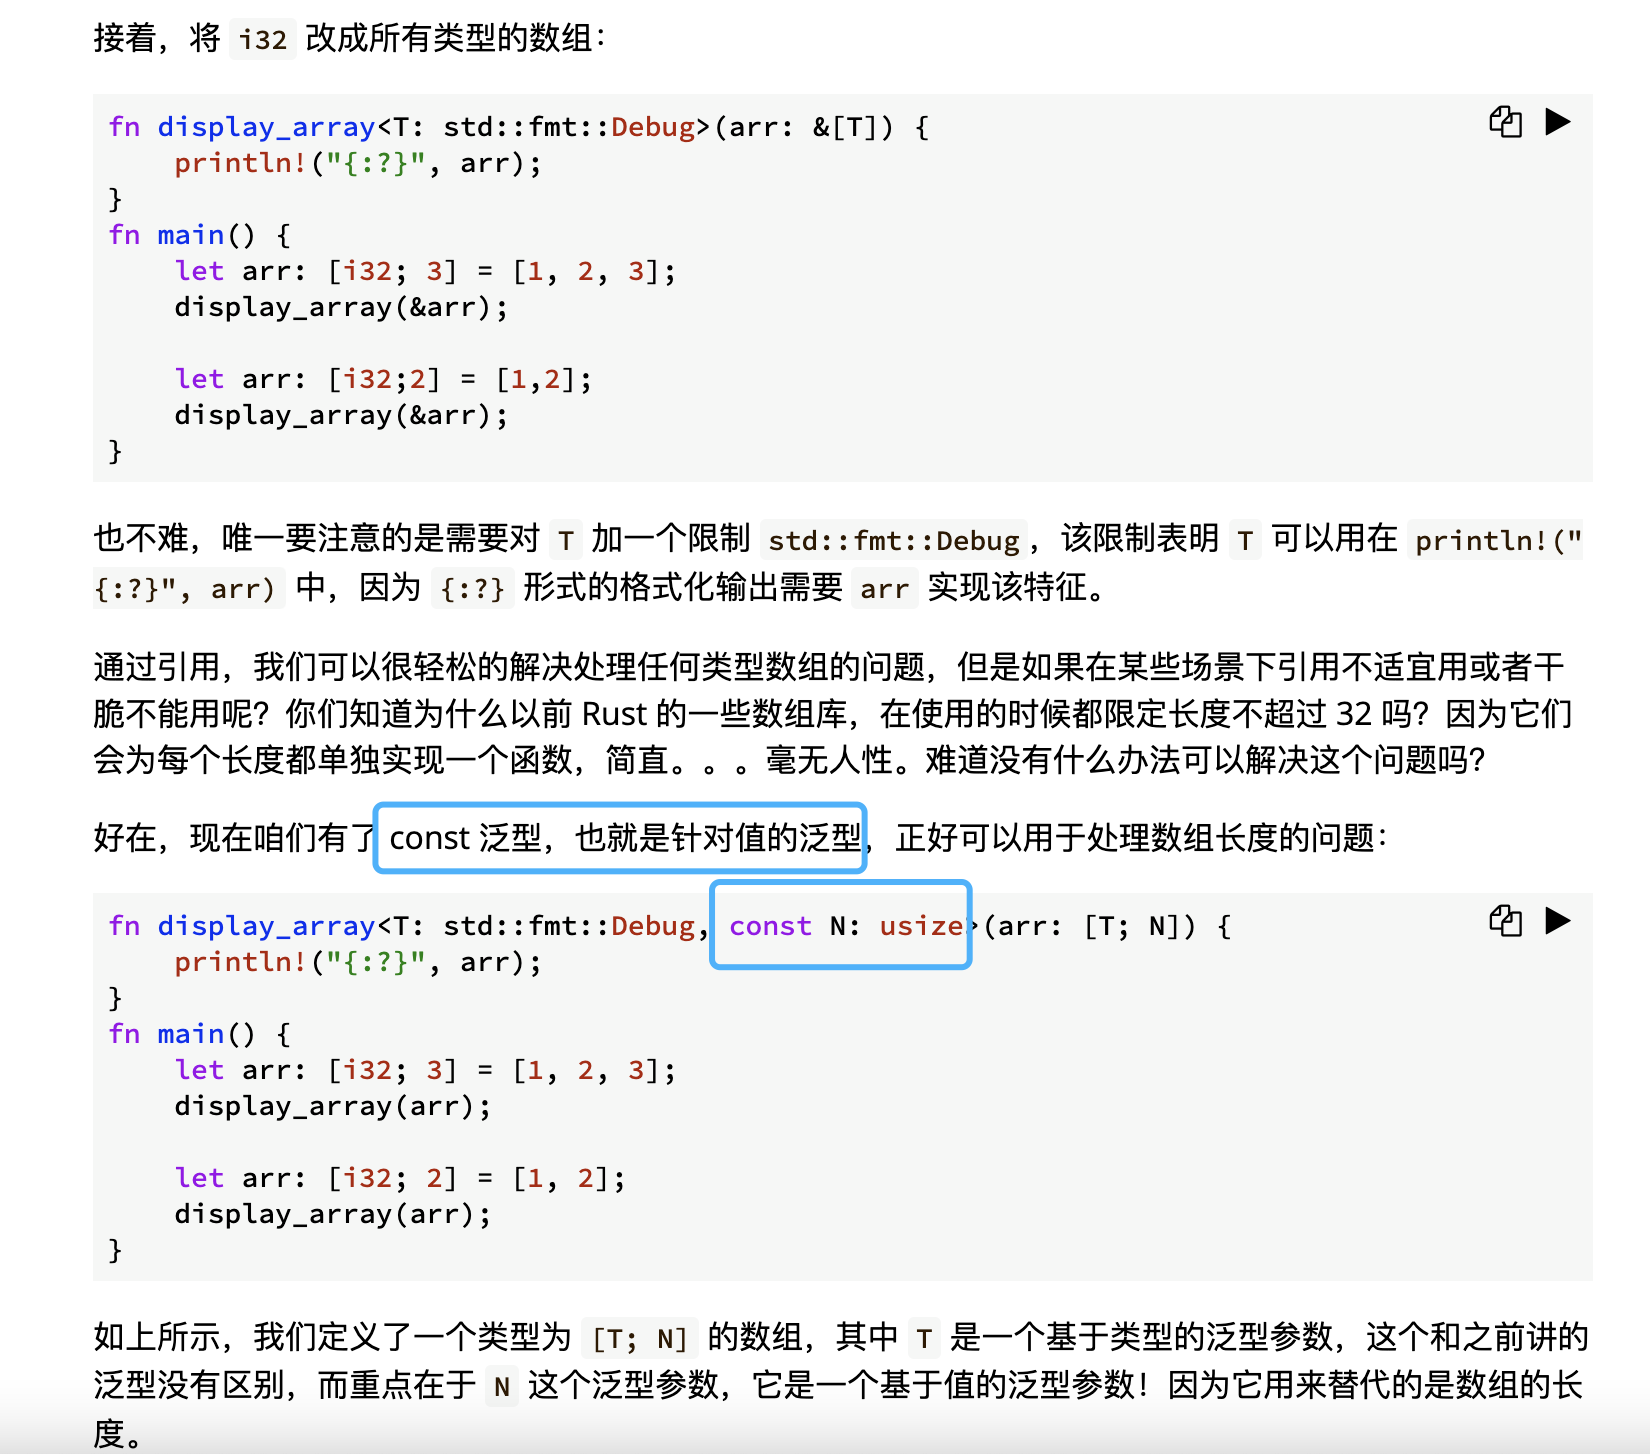 接着，将 i32 改成所有类型的数组：
fn display_array<T: std::fmt::Debug>(arr: &[T]) {
    println!("{:?}", arr);
}
fn main() {
    let arr: [i32; 3] = [1, 2, 3];
    display_array(&arr);

    let arr: [i32;2] = [1,2];
    display_array(&arr);
}
也不难，唯一要注意的是需要对 T 加一个限制 std::fmt::Debug，该限制表明 T 可以用在 println!("
{:?}", arr) 中，因为 {:?} 形式的格式化输出需要 arr 实现该特征。
通过引用，我们可以很轻松的解决处理任何类型数组的问题，但是如果在某些场景下引用不适宜用或者干
脆不能用呢？你们知道为什么以前 Rust 的一些数组库，在使用的时候都限定长度不超过 32 吗？因为它们
会为每个长度都单独实现一个函数，简直。。。毫无人性。难道没有什么办法可以解决这个问题吗？
好在，现在咱们有了 const 泛型，也就是针对值的泛型，正好可以用于处理数组长度的问题：
fn display_array<T: std::fmt::Debug, const N: usize>(arr: [T; N]) {
    println!("{:?}", arr);
}
fn main() {
    let arr: [i32; 3] = [1, 2, 3];
    display_array(arr);

    let arr: [i32; 2] = [1, 2];
    display_array(arr);
}
如上所示，我们定义了一个类型为 [T; N] 的数组，其中 T 是一个基于类型的泛型参数，这个和之前讲的
泛型没有区别，而重点在于 N 这个泛型参数，它是一个基于值的泛型参数！因为它用来替代的是数组的长
度。